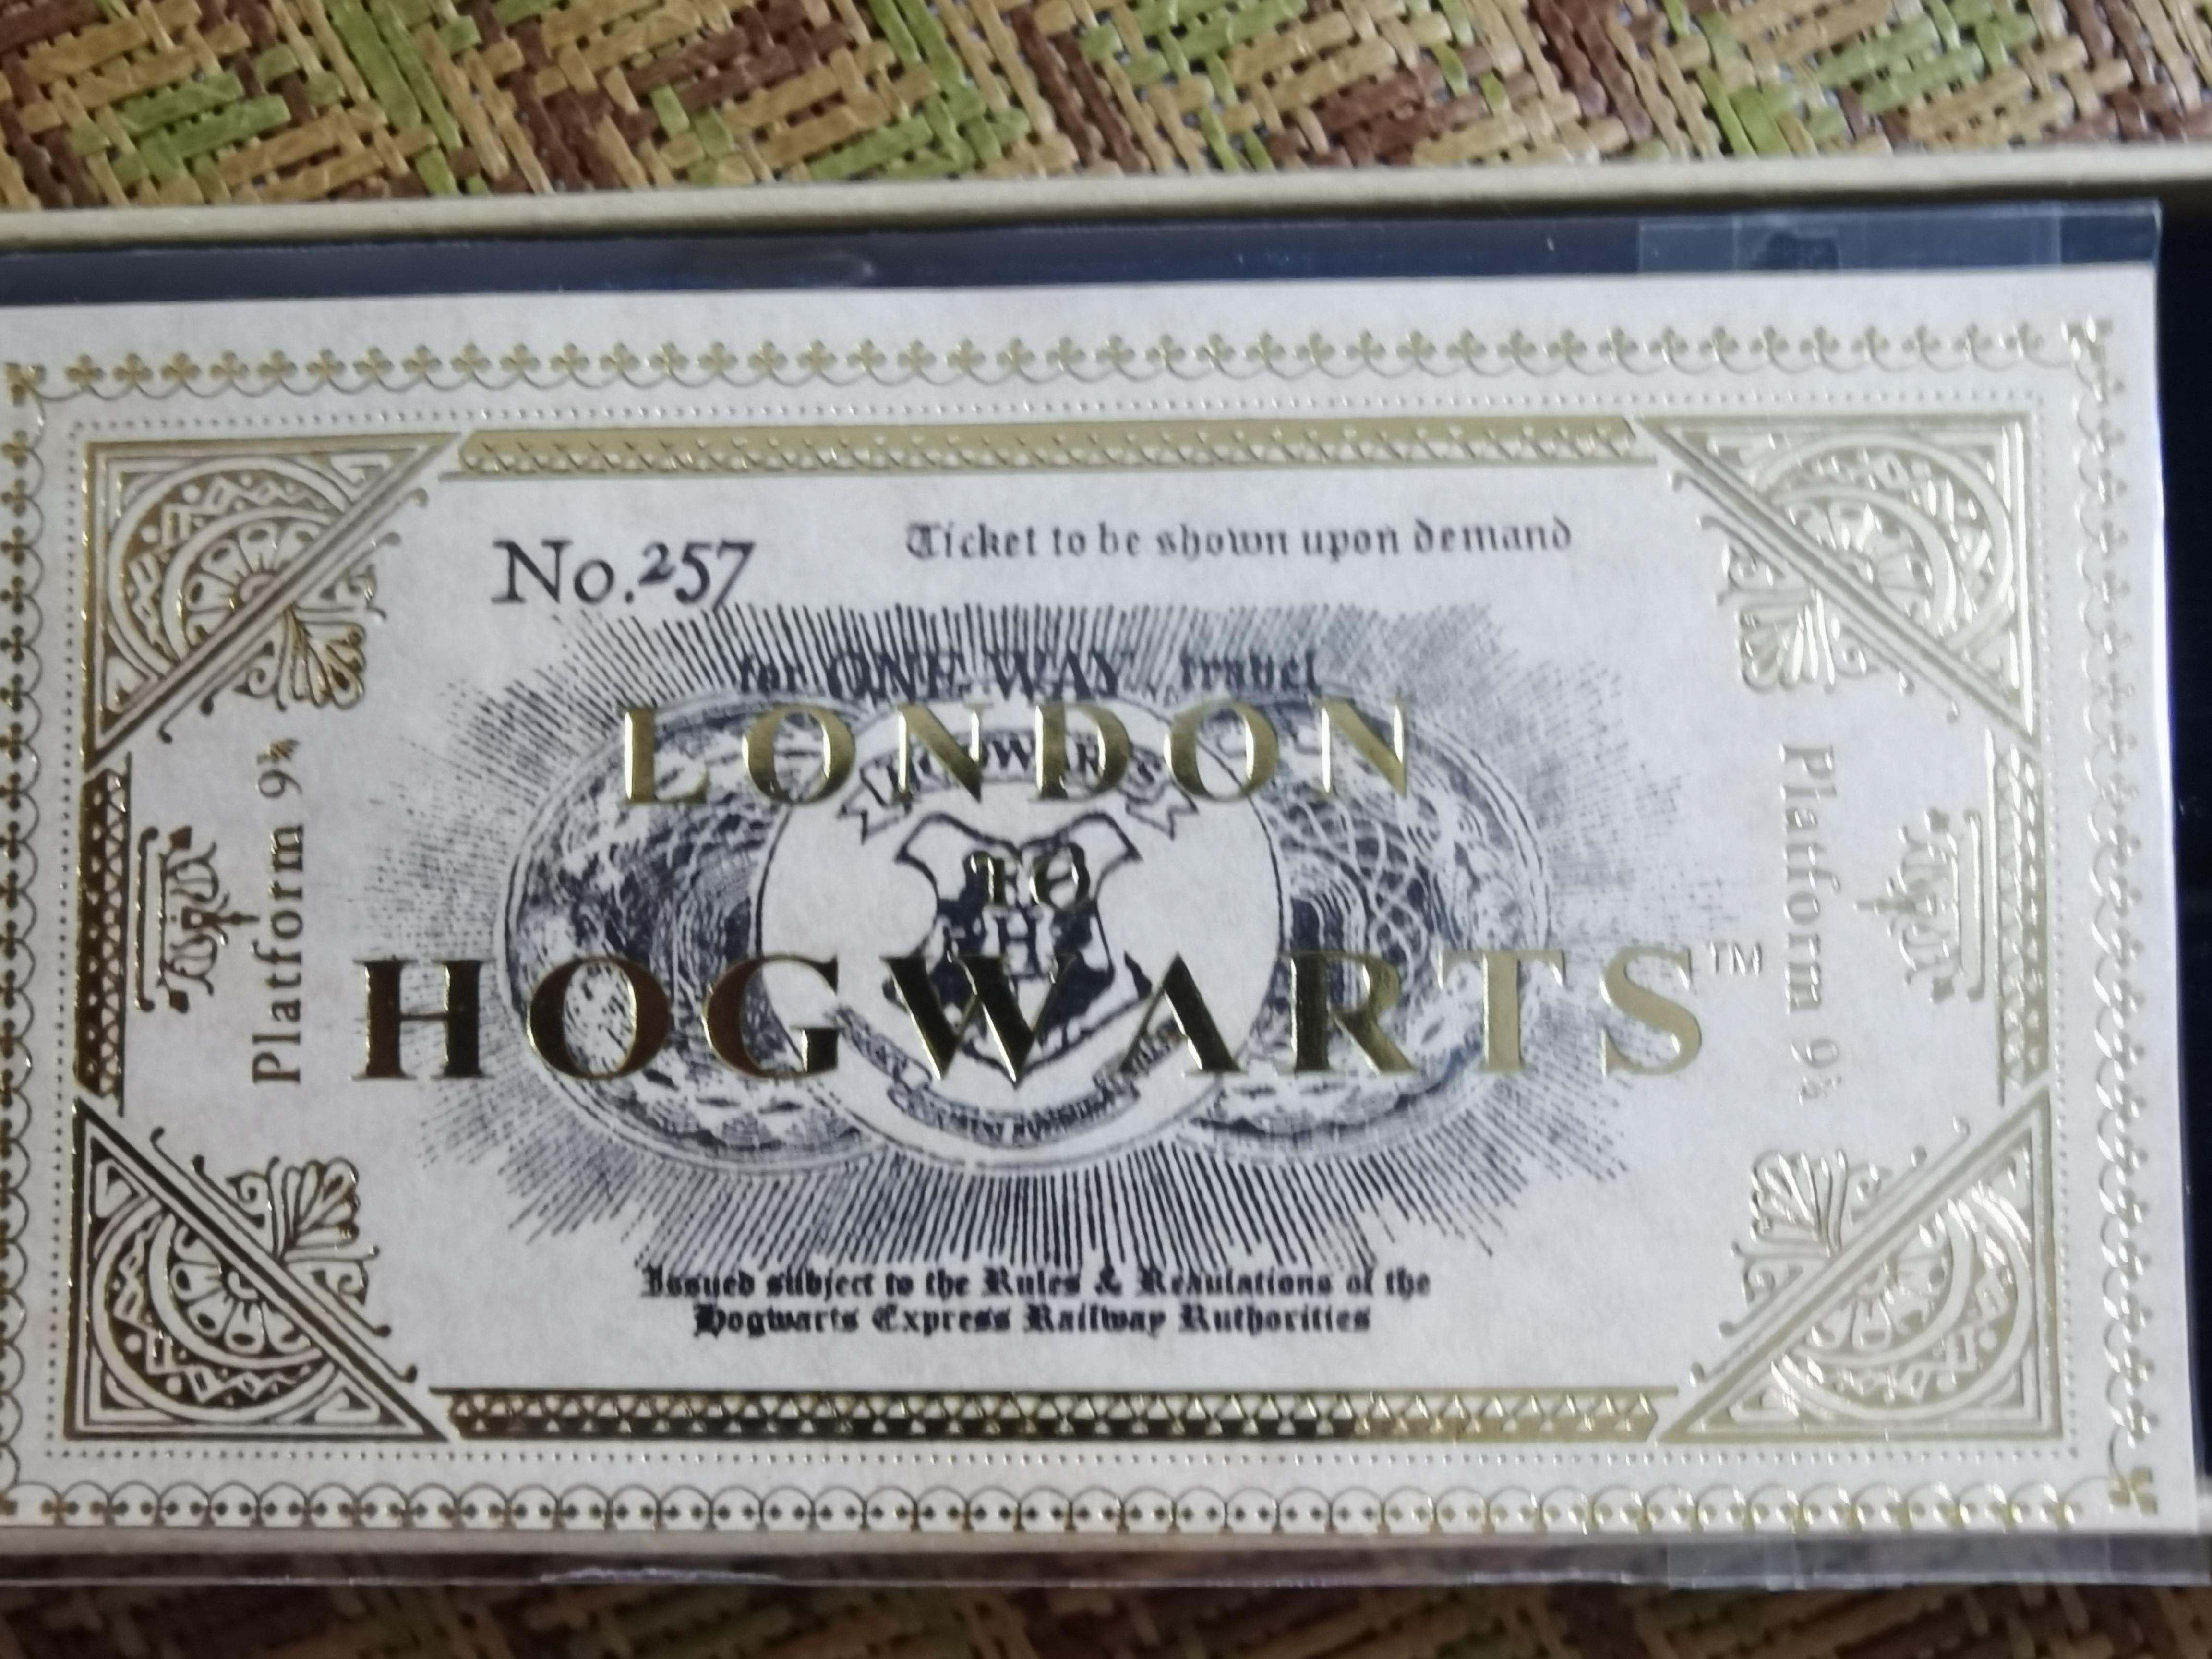 No.257
Ticket to be shown upon demand
for ONE WAY travel
LONDON
HOGWARTS
TO
H
HOGWARTS™
Platform 9¾
Platform 9¾
Issued subject to the Rules & Regulations of the
Hogwarts Express Railway Authorities